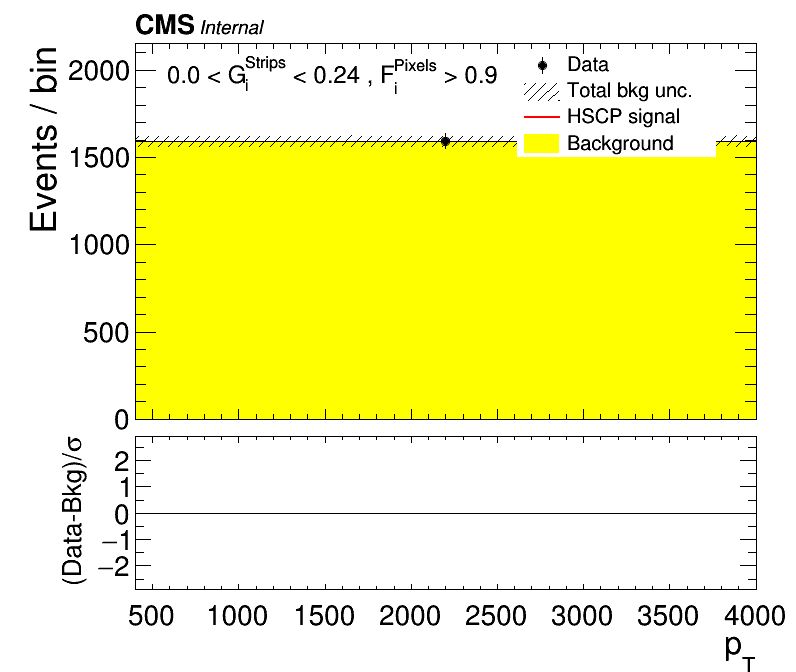 CMS Internal
Events / bin
2000
1500
1000
500
0
0.0 < G_i^Strips < 0.24 , F_i^Pixels > 0.9
Data
Total bkg unc.
HSCP signal
Background
(Data-Bkg)/σ
2
1
0
−1
−2
500 1000 1500 2000 2500 3000 3500 4000
p_T